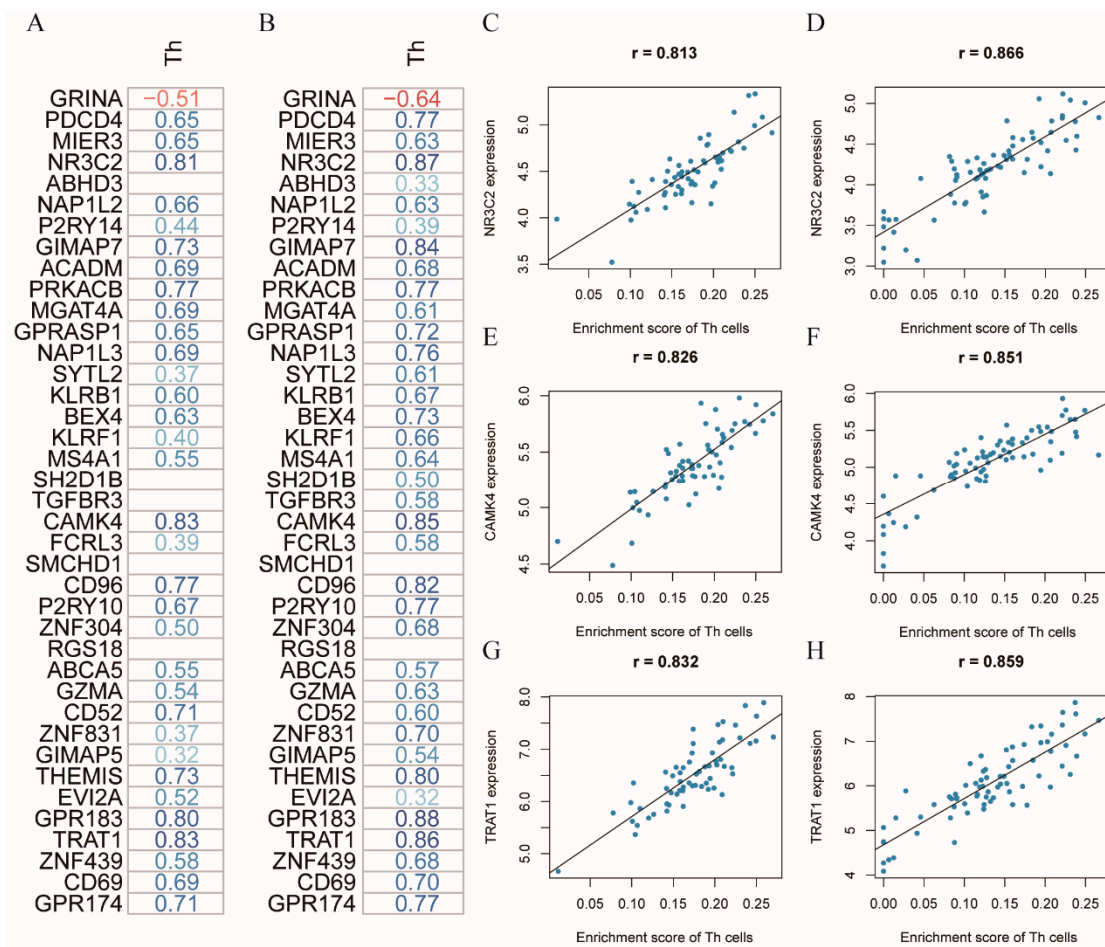 A
Th
GRINA −0.51
PDCD4 0.65
MIER3 0.65
NR3C2 0.81
ABHD3
NAP1L2 0.66
P2RY14 0.44
GIMAP7 0.73
ACADM 0.69
PRKACB 0.77
MGAT4A 0.69
GPRASP1 0.65
NAP1L3 0.69
SYTL2 0.37
KLRB1 0.60
BEX4 0.63
KLRF1 0.40
MS4A1 0.55
SH2D1B
TGFBR3
CAMK4 0.83
FCRL3 0.39
SMCHD1
CD96 0.77
P2RY10 0.67
ZNF304 0.50
RGS18
ABCA5 0.55
GZMA 0.54
CD52 0.71
ZNF831 0.37
GIMAP5 0.32
THEMIS 0.73
EVI2A 0.52
GPR183 0.80
TRAT1 0.83
ZNF439 0.58
CD69 0.69
GPR174 0.71
B
Th
GRINA −0.64
PDCD4 0.77
MIER3 0.63
NR3C2 0.87
ABHD3 0.33
NAP1L2 0.63
P2RY14 0.39
GIMAP7 0.84
ACADM 0.68
PRKACB 0.77
MGAT4A 0.61
GPRASP1 0.72
NAP1L3 0.76
SYTL2 0.61
KLRB1 0.67
BEX4 0.73
KLRF1 0.66
MS4A1 0.64
SH2D1B 0.50
TGFBR3 0.58
CAMK4 0.85
FCRL3 0.58
SMCHD1
CD96 0.82
P2RY10 0.77
ZNF304 0.68
RGS18
ABCA5 0.57
GZMA 0.63
CD52 0.60
ZNF831 0.70
GIMAP5 0.54
THEMIS 0.80
EVI2A 0.32
GPR183 0.88
TRAT1 0.86
ZNF439 0.68
CD69 0.70
GPR174 0.77
C
r = 0.813
NR3C2 expression
5.0
4.5
4.0
3.5
0.05 0.10 0.15 0.20 0.25
Enrichment score of Th cells
D
r = 0.866
NR3C2 expression
5.0
4.5
4.0
3.5
3.0
0.00 0.05 0.10 0.15 0.20 0.25
Enrichment score of Th cells
E
r = 0.826
CAMK4 expression
6.0
5.5
5.0
4.5
0.05 0.10 0.15 0.20 0.25
Enrichment score of Th cells
F
r = 0.851
CAMK4 expression
6.0
5.5
5.0
4.5
4.0
0.00 0.05 0.10 0.15 0.20 0.25
Enrichment score of Th cells
G
r = 0.832
TRAT1 expression
8.0
7.0
6.0
5.0
0.05 0.10 0.15 0.20 0.25
Enrichment score of Th cells
H
r = 0.859
TRAT1 expression
8
7
6
5
4
0.00 0.05 0.10 0.15 0.20 0.25
Enrichment score of Th cells